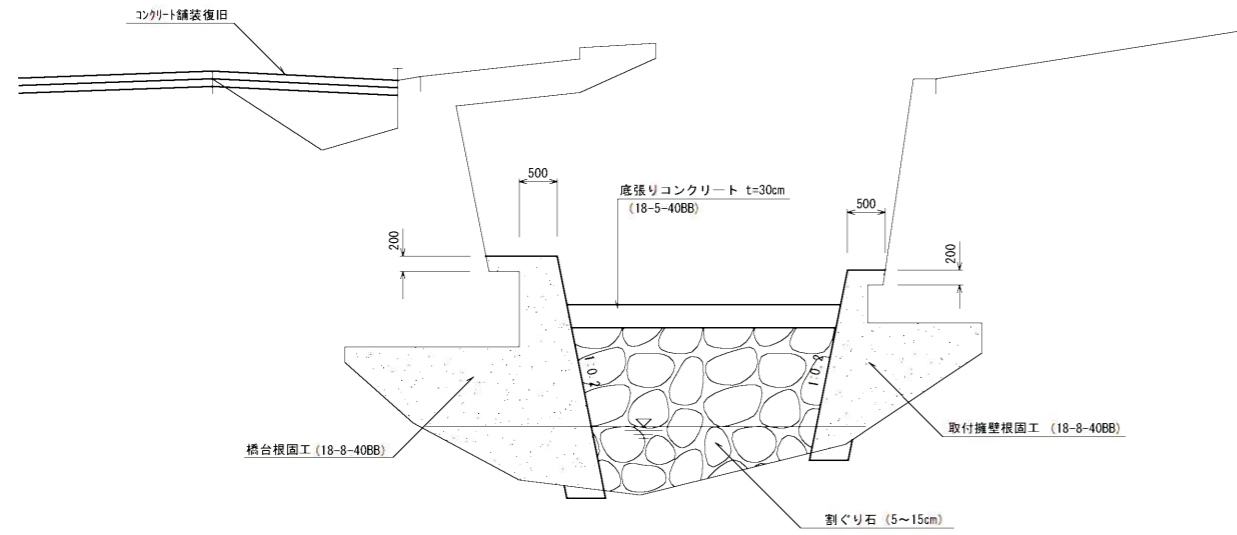 コンクリート舗装復旧
500
底張りコンクリート t=30cm
(18-5-40BB)
500
200
200
1:0.2
1:0.2
取付擁壁根固工 (18-8-40BB)
橋台根固工(18-8-40BB)
割ぐり石 (5～15cm)